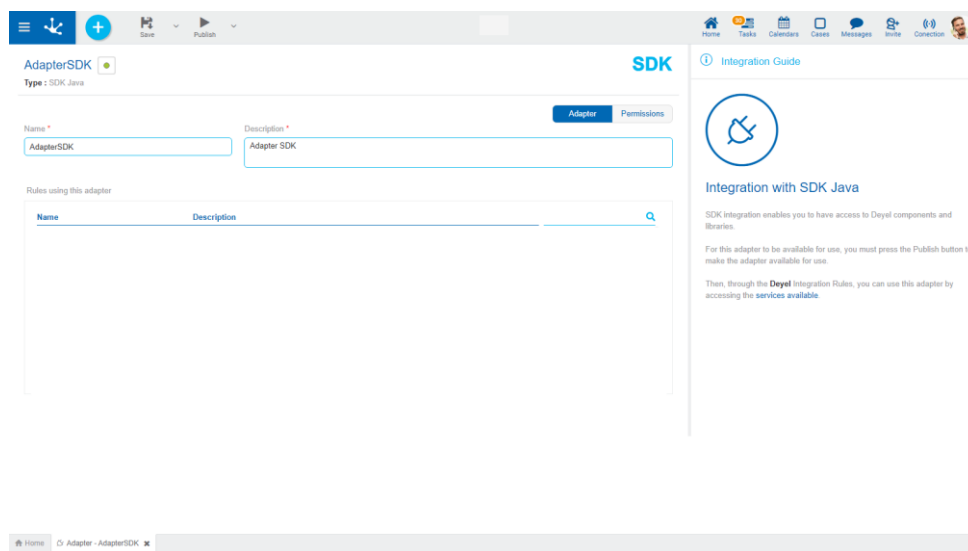 Save
Publish
30
Home
Tasks
Calendars
Cases
Messages
Invite
Conection
AdapterSDK
SDK
Type : SDK Java
Adapter
Permissions
Name *
Description *
AdapterSDK
Adapter SDK
Rules using this adapter
Name
Description
Integration Guide
Integration with SDK Java
SDK integration enables you to have access to Deyel components and
libraries.
For this adapter to be available for use, you must press the Publish button t
make the adapter available for use.
Then, through the Deyel Integration Rules, you can use this adapter by
accessing the services available.
Home
Adapter - AdapterSDK